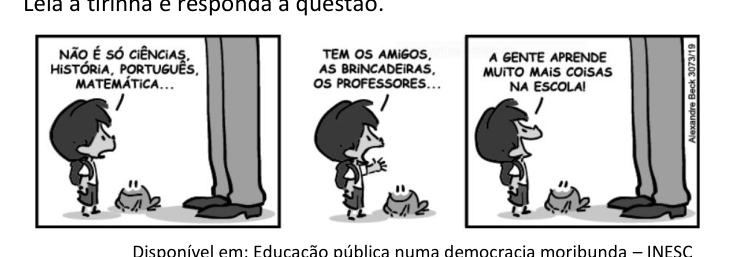 Leia a tirinha e responda à questão.
NÃO É SÓ CIÊNCIAS,
HISTÓRIA, PORTUGUÊS,
MATEMÁTICA...
TEM OS AMIGOS,
AS BRINCADEIRAS,
OS PROFESSORES...
A GENTE APRENDE
MUITO MAIS COISAS
NA ESCOLA!
Alexandre Beck 3073/19
Disponível em: Educação pública numa democracia moribunda – INESC